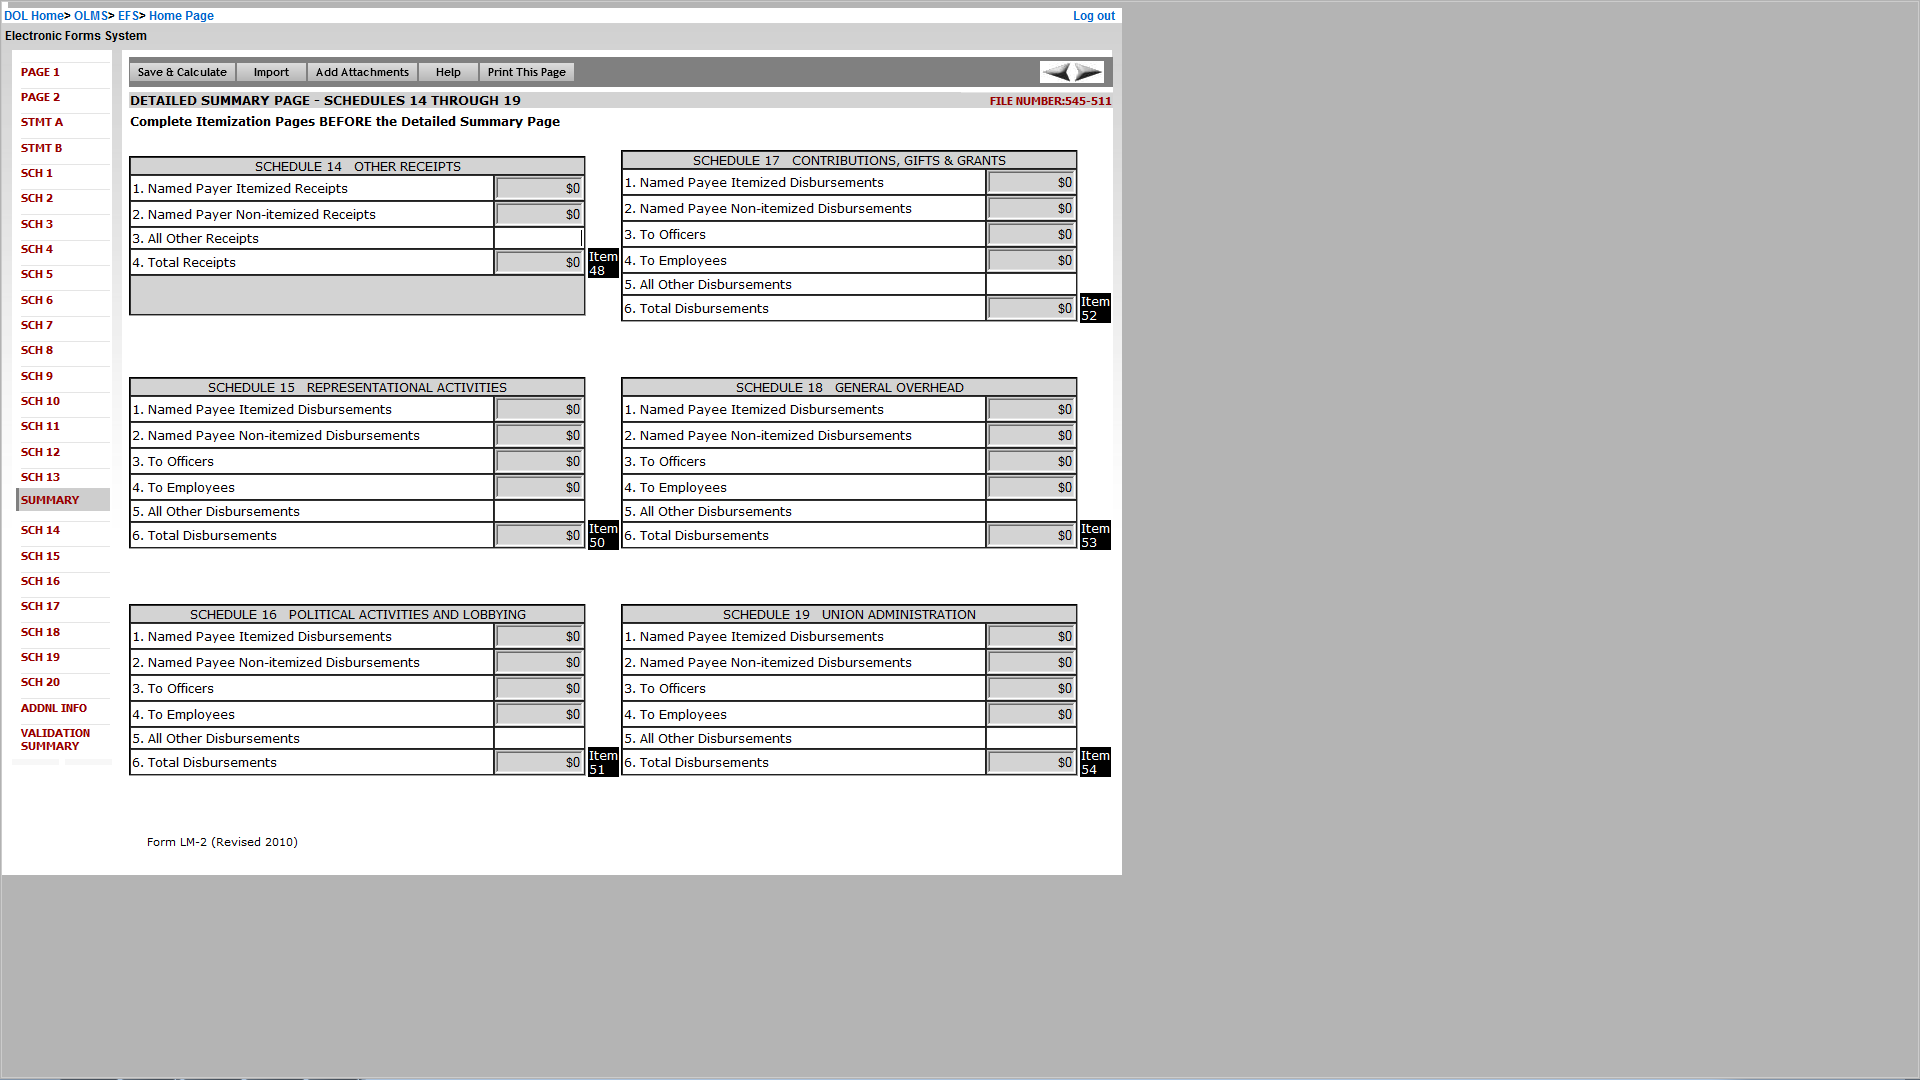 DOL Home> OLMS> EFS> Home Page
Log out
Electronic Forms System
PAGE 1
PAGE 2
STMT A
STMT B
SCH 1
SCH 2
SCH 3
SCH 4
SCH 5
SCH 6
SCH 7
SCH 8
SCH 9
SCH 10
SCH 11
SCH 12
SCH 13
SUMMARY
SCH 14
SCH 15
SCH 16
SCH 17
SCH 18
SCH 19
SCH 20
ADDNL INFO
VALIDATION
SUMMARY
Save & Calculate Import Add Attachments Help Print This Page
DETAILED SUMMARY PAGE - SCHEDULES 14 THROUGH 19
FILE NUMBER:545-511
Complete Itemization Pages BEFORE the Detailed Summary Page
SCHEDULE 14 OTHER RECEIPTS
1. Named Payer Itemized Receipts $0
2. Named Payer Non-itemized Receipts $0
3. All Other Receipts
4. Total Receipts $0
Item
48
SCHEDULE 17 CONTRIBUTIONS, GIFTS & GRANTS
1. Named Payee Itemized Disbursements $0
2. Named Payee Non-itemized Disbursements $0
3. To Officers $0
4. To Employees $0
5. All Other Disbursements
6. Total Disbursements $0
Item
52
SCHEDULE 15 REPRESENTATIONAL ACTIVITIES
1. Named Payee Itemized Disbursements $0
2. Named Payee Non-itemized Disbursements $0
3. To Officers $0
4. To Employees $0
5. All Other Disbursements
6. Total Disbursements $0
Item
50
SCHEDULE 18 GENERAL OVERHEAD
1. Named Payee Itemized Disbursements $0
2. Named Payee Non-itemized Disbursements $0
3. To Officers $0
4. To Employees $0
5. All Other Disbursements
6. Total Disbursements $0
Item
53
SCHEDULE 16 POLITICAL ACTIVITIES AND LOBBYING
1. Named Payee Itemized Disbursements $0
2. Named Payee Non-itemized Disbursements $0
3. To Officers $0
4. To Employees $0
5. All Other Disbursements
6. Total Disbursements $0
Item
51
SCHEDULE 19 UNION ADMINISTRATION
1. Named Payee Itemized Disbursements $0
2. Named Payee Non-itemized Disbursements $0
3. To Officers $0
4. To Employees $0
5. All Other Disbursements
6. Total Disbursements $0
Item
54
Form LM-2 (Revised 2010)